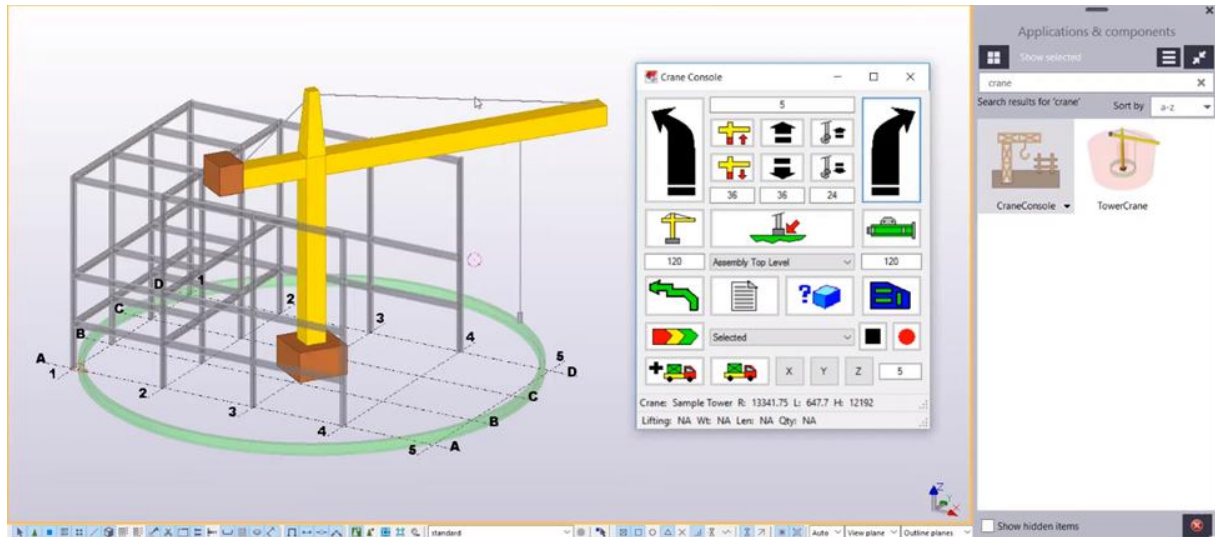 Applications & components
Show selected
crane
Search results for 'crane'
Sort by
a-z
CraneConsole
TowerCrane
Show hidden items
Crane Console
5
36
36
24
120
Assembly Top Level
120
?
Selected
X
Y
Z
5
Crane: Sample Tower R: 13341.75 L: 647.7 H: 12192
Lifting: NA Wt: NA Len: NA Qty: NA
D
1
C
2
B
3
A
4
1
5
2
D
3
C
4
B
5
A
Z
Y
X
standard
Auto
View plane
Outline planes